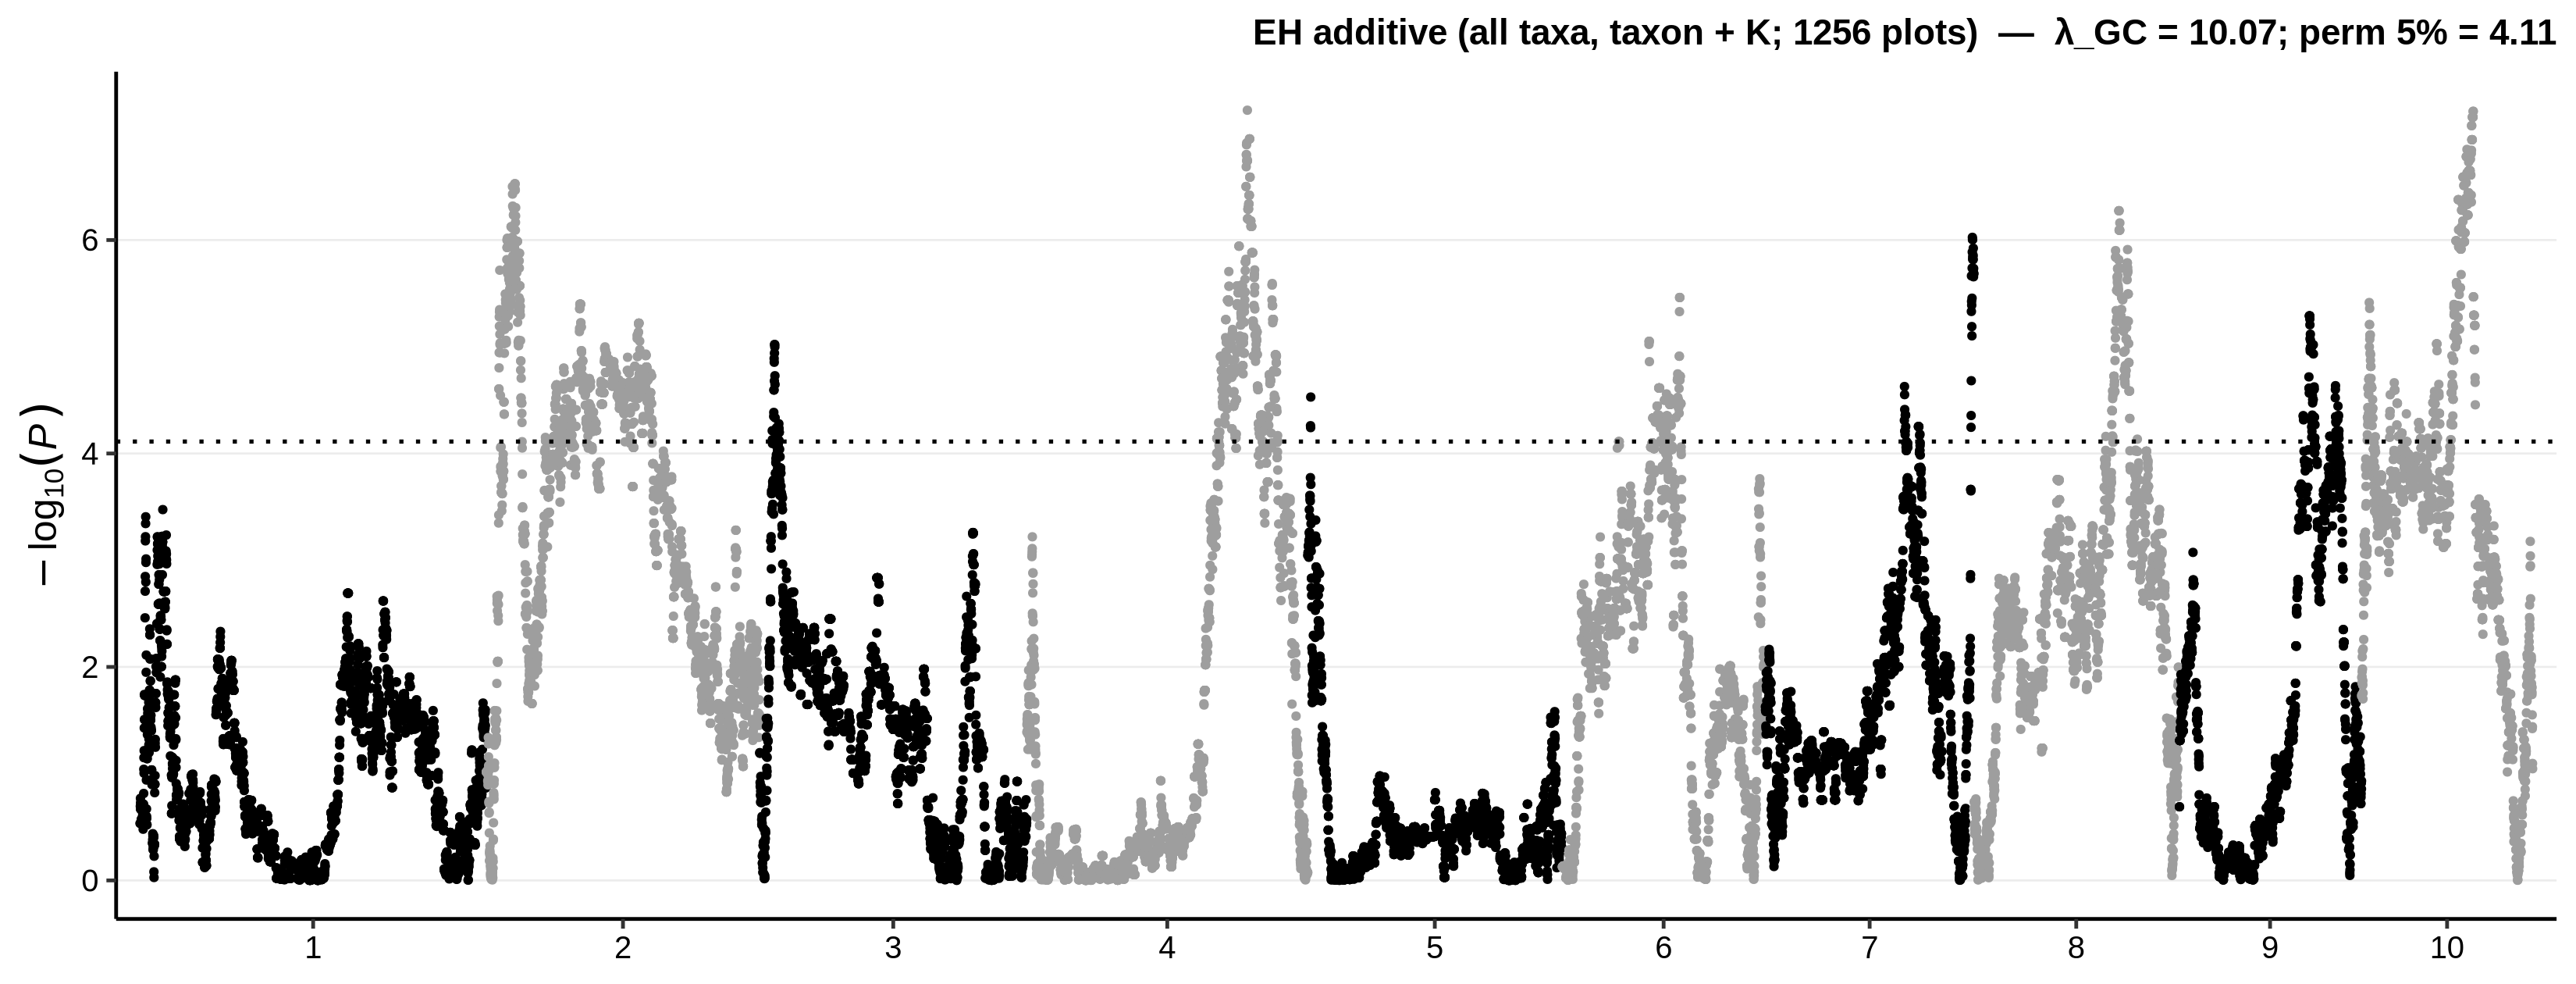 EH additive (all taxa, taxon + K; 1256 plots) — λ_GC = 10.07; perm 5% = 4.11
− log10(P)
6
4
2
0
1 2 3 4 5 6 7 8 9 10